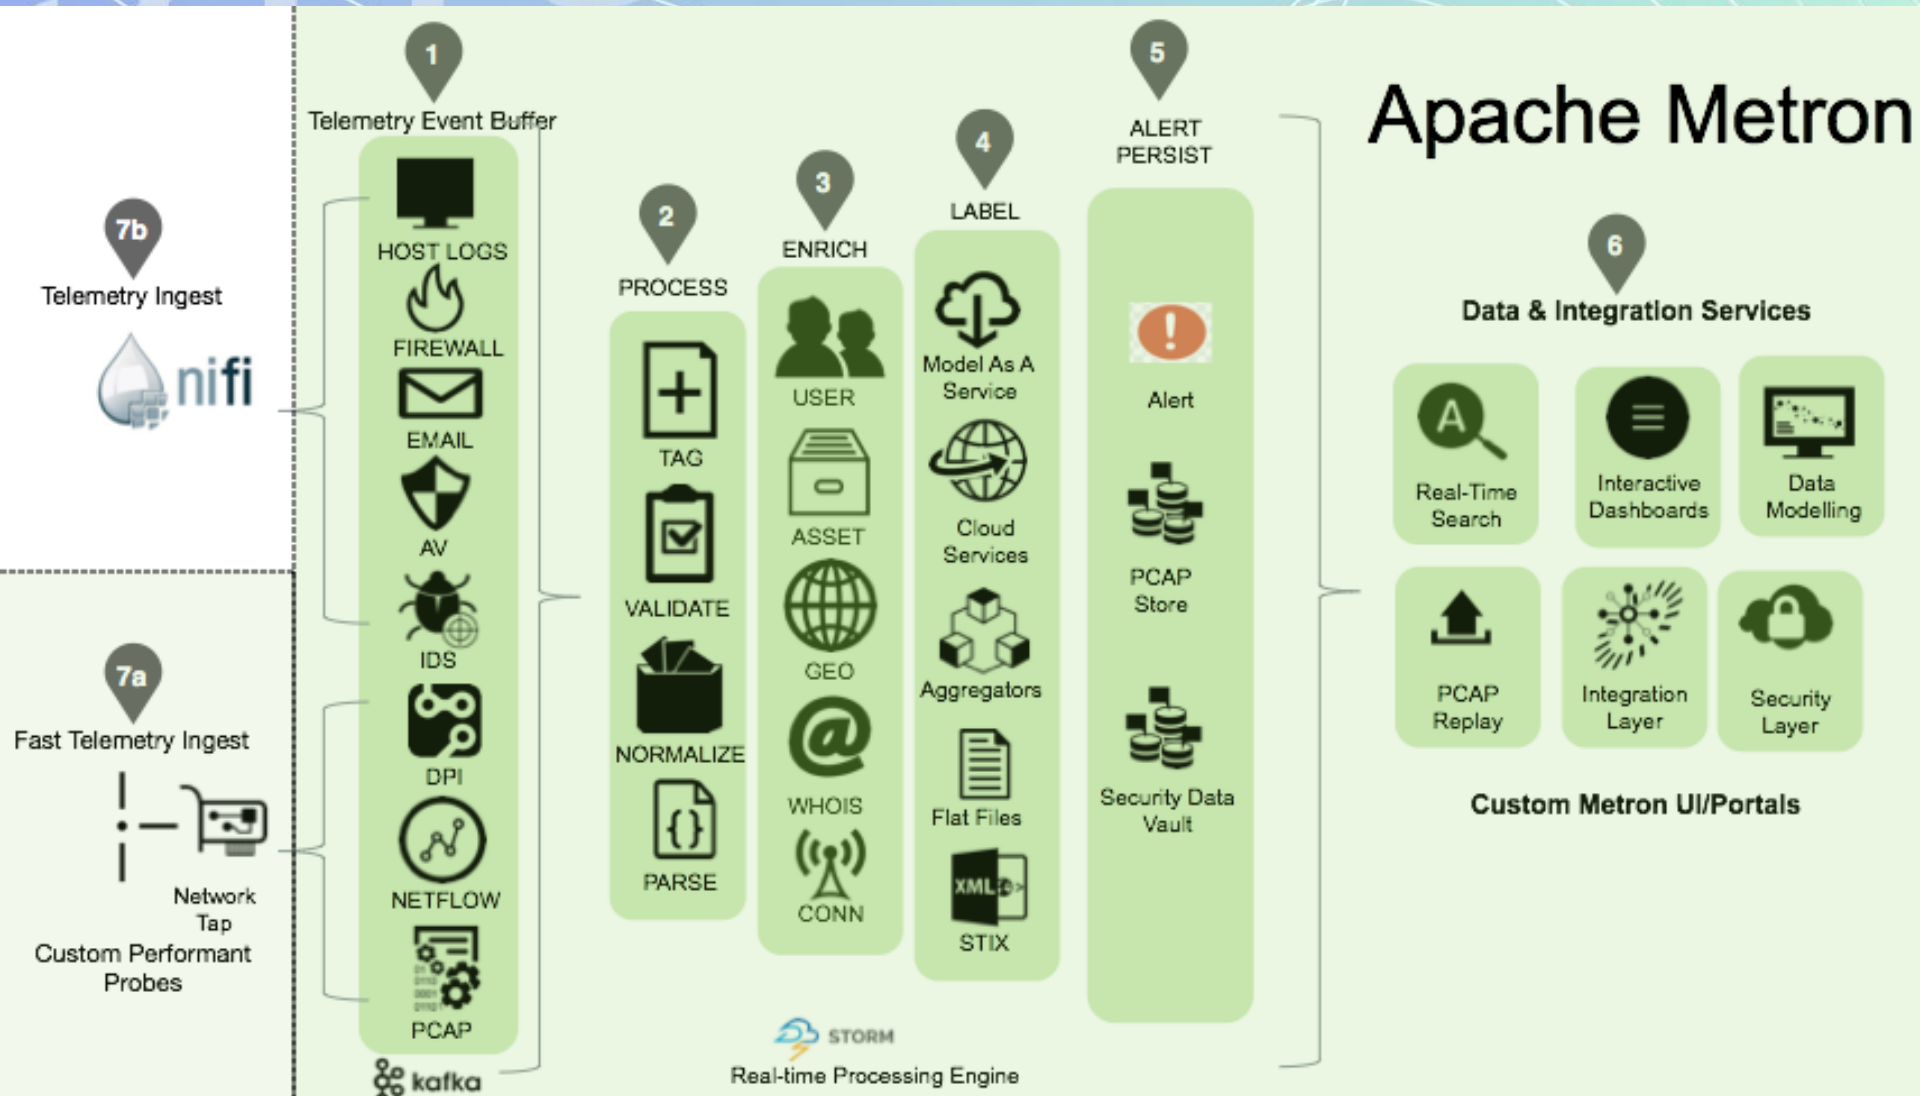 Apache Metron
7b
Telemetry Ingest
nifi
7a
Fast Telemetry Ingest
Network
Tap
Custom Performant
Probes
1
Telemetry Event Buffer
HOST LOGS
FIREWALL
EMAIL
AV
IDS
DPI
NETFLOW
PCAP
kafka
2
PROCESS
TAG
VALIDATE
NORMALIZE
{}
PARSE
3
ENRICH
USER
ASSET
GEO
@
WHOIS
CONN
4
LABEL
Model As A
Service
Cloud
Services
Aggregators
Flat Files
XML
STIX
5
ALERT
PERSIST
!
Alert
PCAP
Store
Security Data
Vault
STORM
Real-time Processing Engine
6
Data & Integration Services
A
Real-Time
Search
Interactive
Dashboards
Data
Modelling
PCAP
Replay
Integration
Layer
Security
Layer
Custom Metron UI/Portals